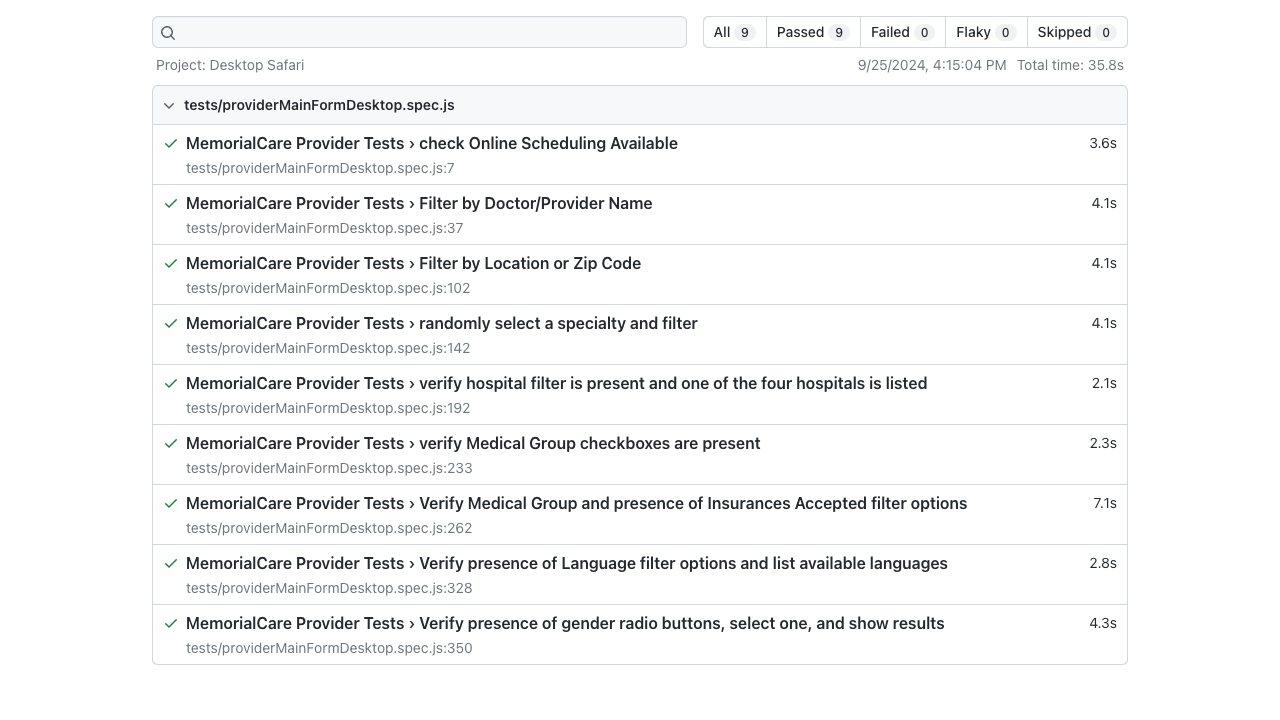 All 9 Passed 9 Failed 0 Flaky 0 Skipped 0
Project: Desktop Safari 9/25/2024, 4:15:04 PM Total time: 35.8s
tests/providerMainFormDesktop.spec.js
MemorialCare Provider Tests › check Online Scheduling Available 3.6s
tests/providerMainFormDesktop.spec.js:7
MemorialCare Provider Tests › Filter by Doctor/Provider Name 4.1s
tests/providerMainFormDesktop.spec.js:37
MemorialCare Provider Tests › Filter by Location or Zip Code 4.1s
tests/providerMainFormDesktop.spec.js:102
MemorialCare Provider Tests › randomly select a specialty and filter 4.1s
tests/providerMainFormDesktop.spec.js:142
MemorialCare Provider Tests › verify hospital filter is present and one of the four hospitals is listed 2.1s
tests/providerMainFormDesktop.spec.js:192
MemorialCare Provider Tests › verify Medical Group checkboxes are present 2.3s
tests/providerMainFormDesktop.spec.js:233
MemorialCare Provider Tests › Verify Medical Group and presence of Insurances Accepted filter options 7.1s
tests/providerMainFormDesktop.spec.js:262
MemorialCare Provider Tests › Verify presence of Language filter options and list available languages 2.8s
tests/providerMainFormDesktop.spec.js:328
MemorialCare Provider Tests › Verify presence of gender radio buttons, select one, and show results 4.3s
tests/providerMainFormDesktop.spec.js:350